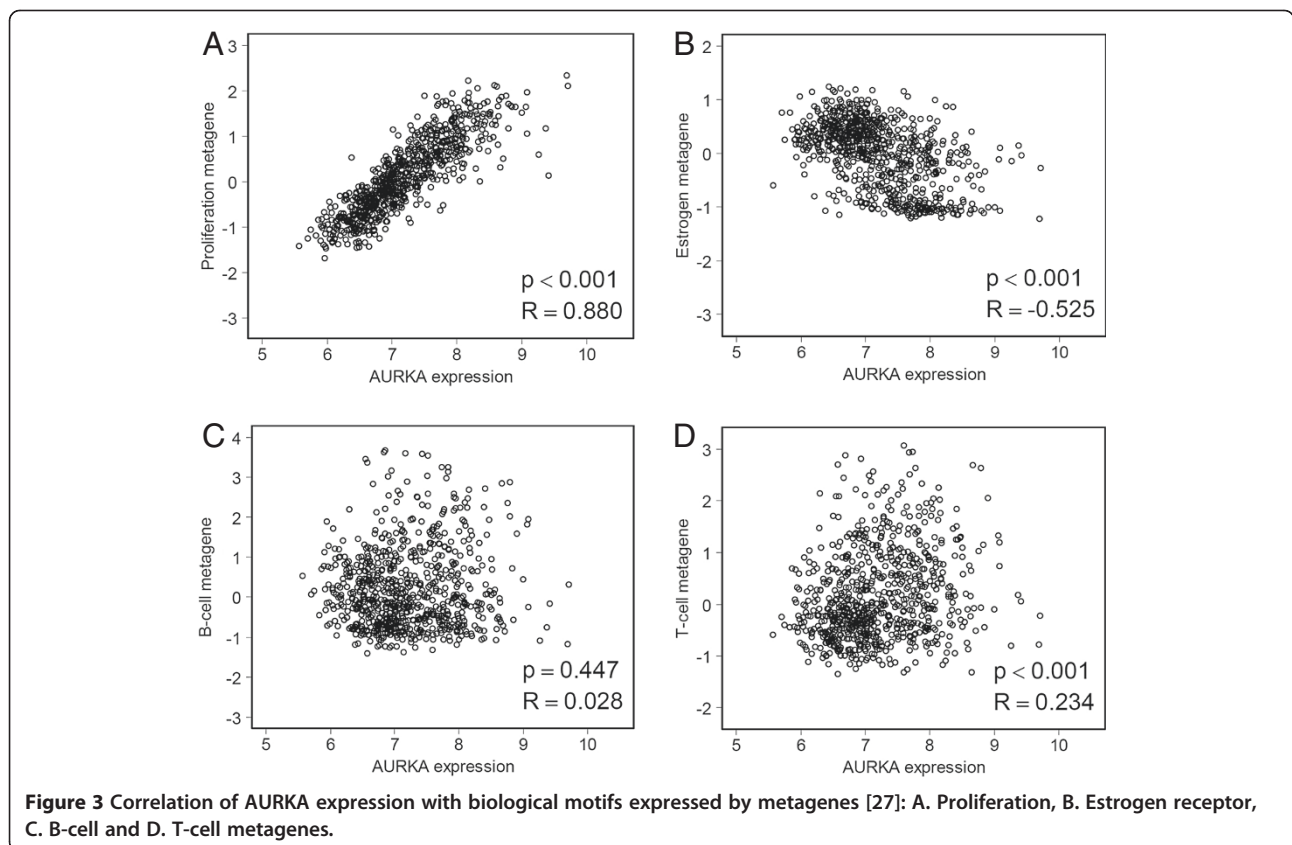 A
3
2
1
0
-1
-2
-3
Proliferation metagene
p < 0.001
R = 0.880
5 6 7 8 9 10
AURKA expression
B
2
1
0
-1
-2
-3
Estrogen metagene
p < 0.001
R = -0.525
5 6 7 8 9 10
AURKA expression
C
4
3
2
1
0
-1
-2
-3
B-cell metagene
p = 0.447
R = 0.028
5 6 7 8 9 10
AURKA expression
D
3
2
1
0
-1
-2
T-cell metagene
p < 0.001
R = 0.234
5 6 7 8 9 10
AURKA expression
Figure 3 Correlation of AURKA expression with biological motifs expressed by metagenes [27]: A. Proliferation, B. Estrogen receptor,
C. B-cell and D. T-cell metagenes.